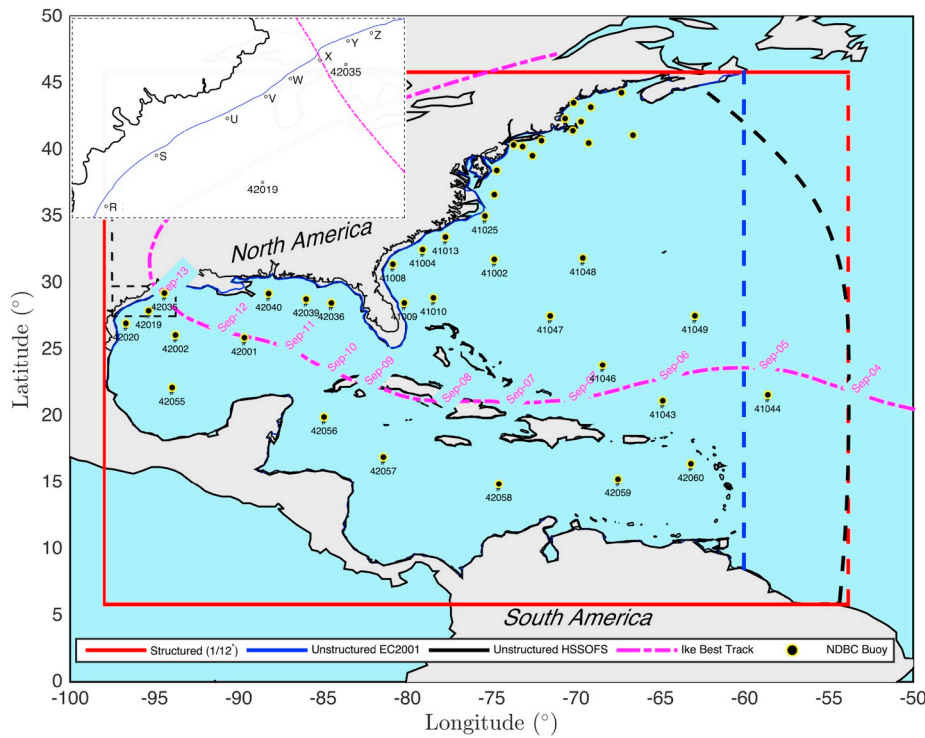 50
45
40
35
30
25
20
15
10
5
0
Latitude (°)
Z
Y
X
42035
W
V
U
S
42019
R
North America
41025
41013
41004
41002
41048
41008
Sep-13
42035
42040
42039
42036
41009
41010
42019
42020
Sep-12
Sep-11
41047
41049
42002
42001
Sep-10
Sep-09
Sep-08
Sep-07
Sep-07
41046
Sep-06
Sep-05
Sep-04
42055
41043
41044
42056
42057
42058
42059
42060
South America
Structured (1/12°) Unstructured EC2001 Unstructured HSSOFS Ike Best Track NDBC Buoy
-100 -95 -90 -85 -80 -75 -70 -65 -60 -55 -50
Longitude (°)